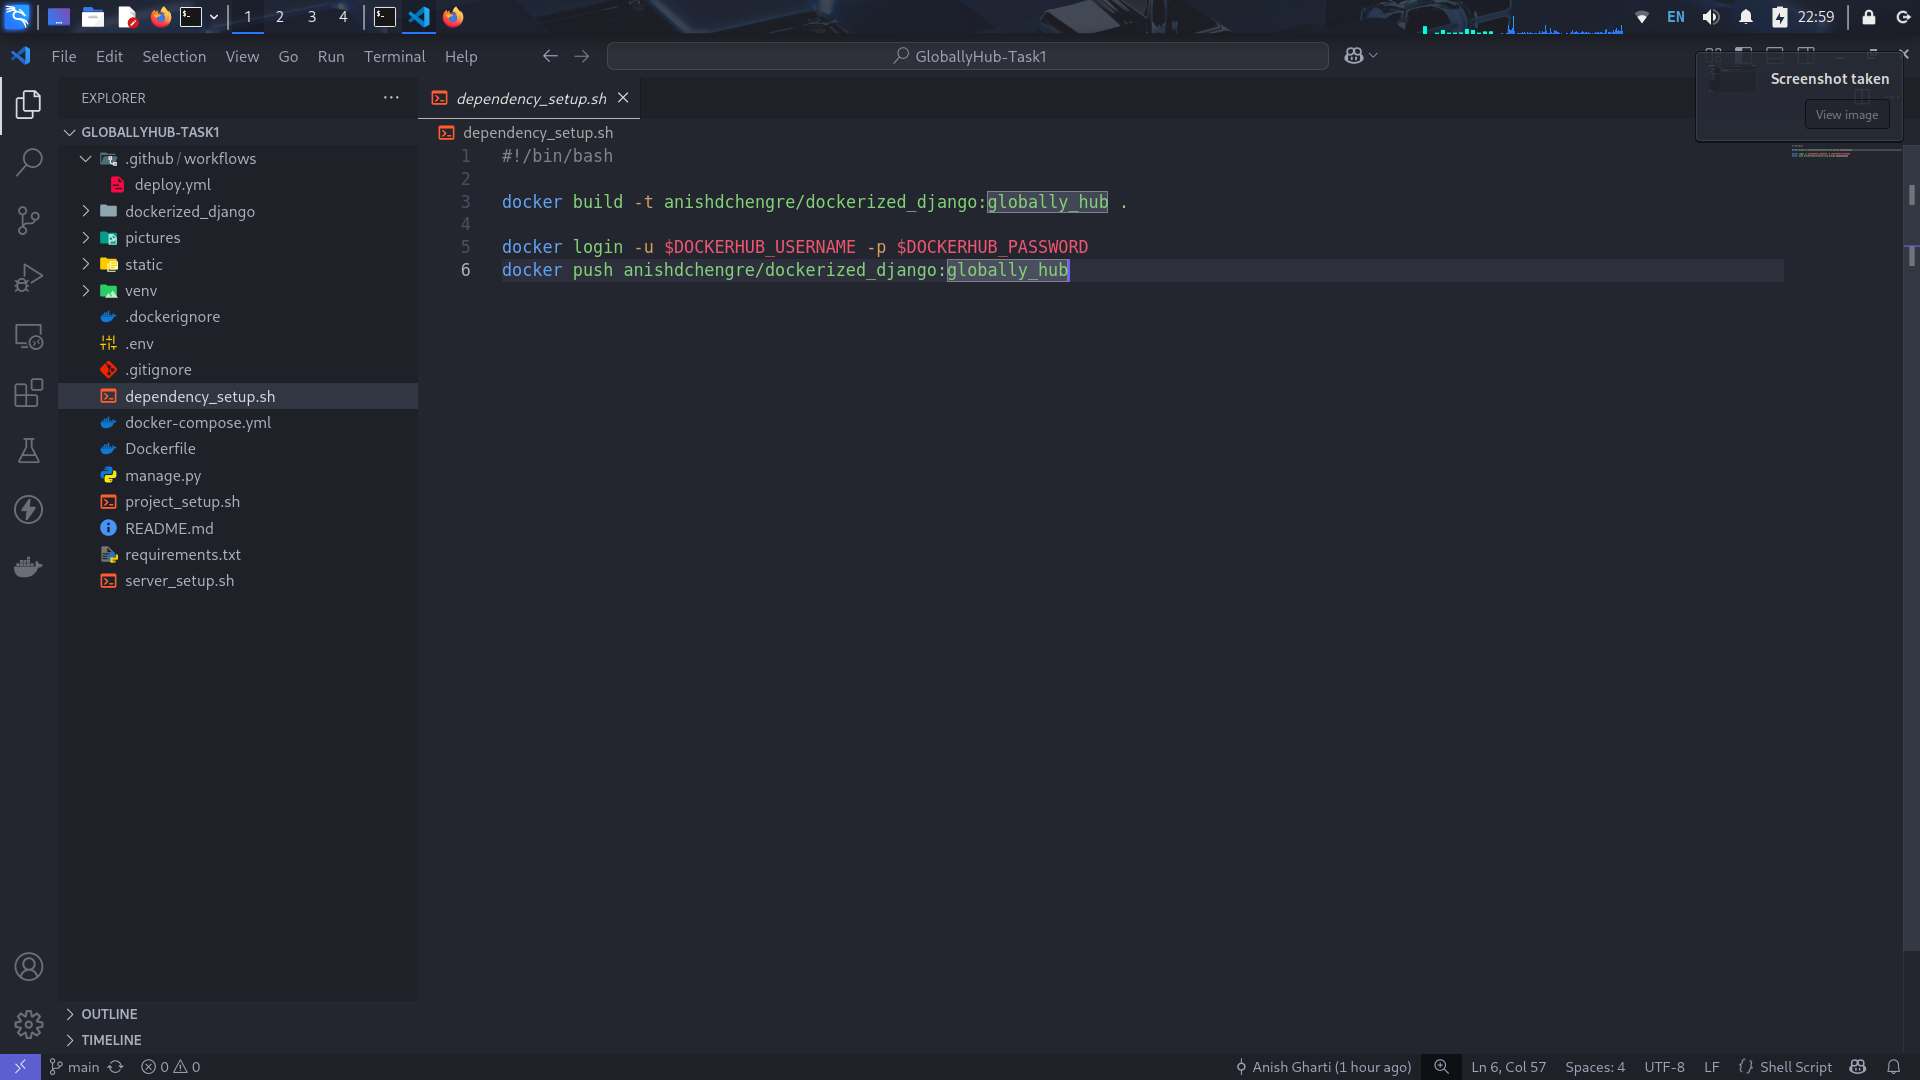 1 2 3 4
EN
22:59
File Edit Selection View Go Run Terminal Help
GloballyHub-Task1
Screenshot taken
View image
EXPLORER
dependency_setup.sh
GLOBALLYHUB-TASK1
.github/workflows
deploy.yml
dockerized_django
pictures
static
venv
.dockerignore
.env
.gitignore
dependency_setup.sh
docker-compose.yml
Dockerfile
manage.py
project_setup.sh
README.md
requirements.txt
server_setup.sh
OUTLINE
TIMELINE
dependency_setup.sh
1 #!/bin/bash
2
3 docker build -t anishdchengre/dockerized_django:globally_hub .
4
5 docker login -u $DOCKERHUB_USERNAME -p $DOCKERHUB_PASSWORD
6 docker push anishdchengre/dockerized_django:globally_hub
main 0 0 Anish Gharti (1 hour ago) Ln 6, Col 57 Spaces: 4 UTF-8 LF {} Shell Script